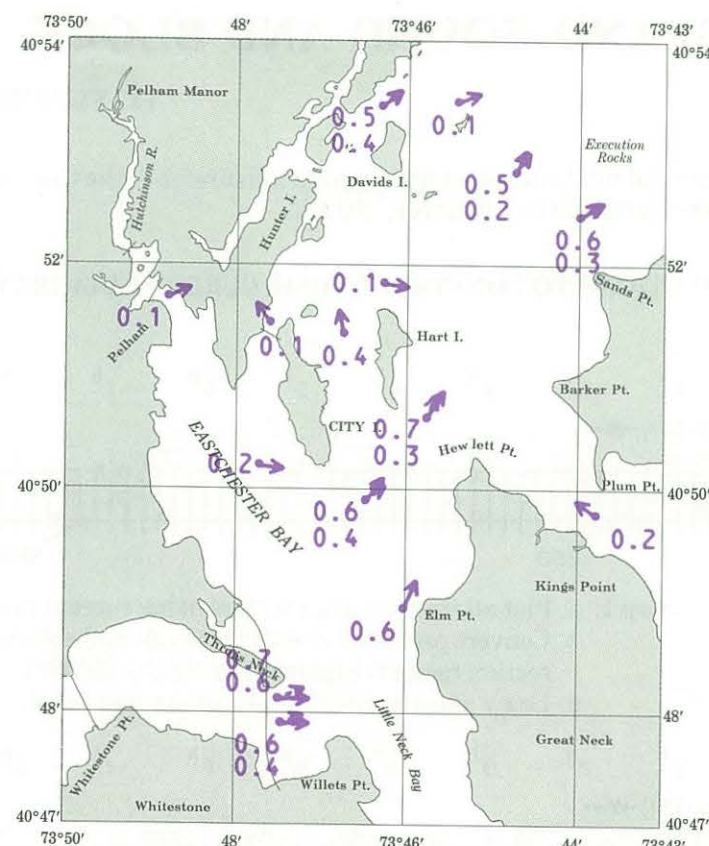 73°50′ 48′ 73°46′ 44′ 73°43′
40°54′ 40°54′
Pelham Manor
0.5
0.4
0.1
Execution
Rocks
Hutchinson R.
Davids I.
0.5
0.2
Hunter I.
0.6
0.3
52′ 52′
Sands Pt.
0.1
0.1
Pelham
0.1
0.4
Hart I.
Barker Pt.
CITY I.
0.7
0.3
Hewlett Pt.
EASTCHESTER BAY
0.2
Plum Pt.
40°50′ 40°50′
0.6
0.4
0.2
Kings Point
Elm Pt.
0.6
Throgs Neck
0.7
0.6
48′ 48′
Whitestone Pt.
0.6
0.4
Little Neck Bay
Great Neck
Willets Pt.
Whitestone
40°47′ 40°47′
73°50′ 48′ 73°46′ 44′ 73°43′